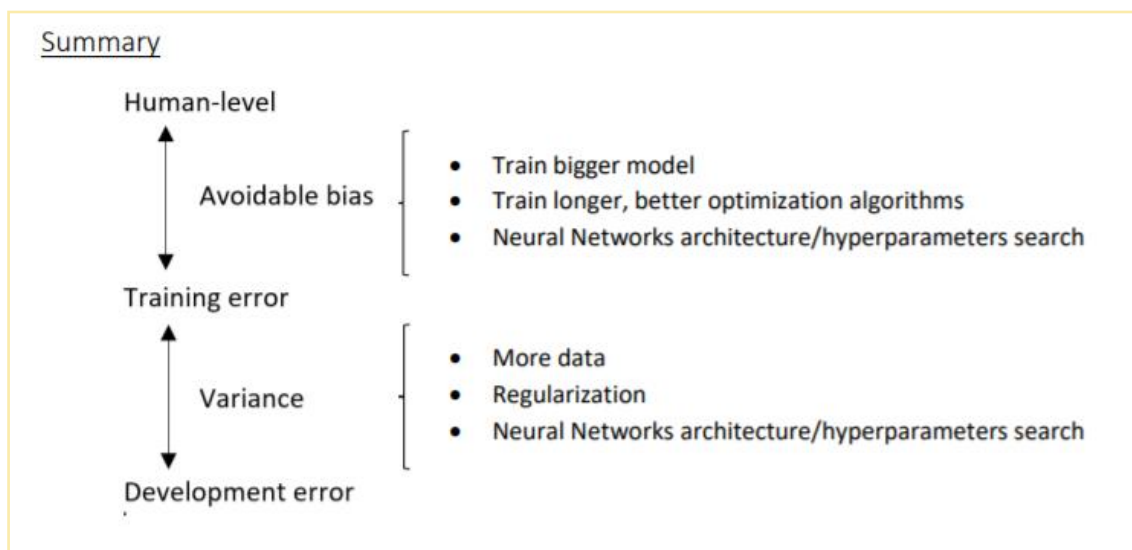 Summary
Human-level
Avoidable bias
• Train bigger model
• Train longer, better optimization algorithms
• Neural Networks architecture/hyperparameters search
Training error
Variance
• More data
• Regularization
• Neural Networks architecture/hyperparameters search
Development error